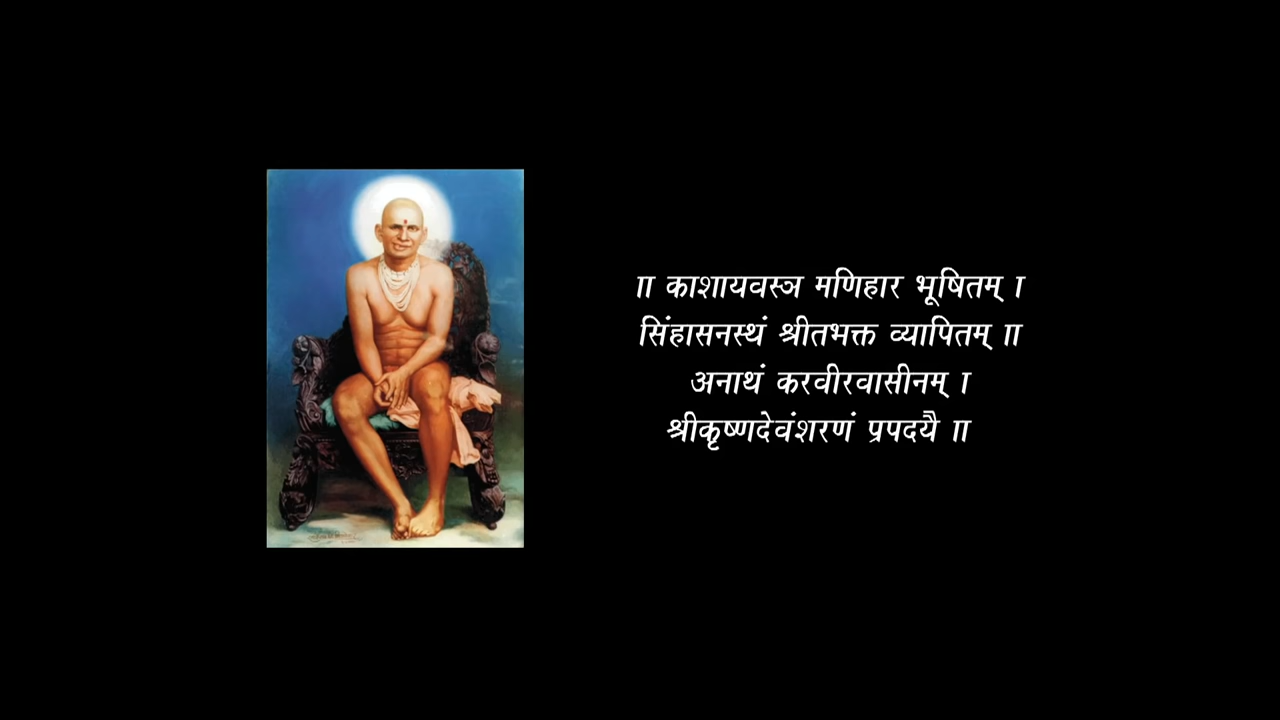 ॥ काशायवस्त्र मणिहार भूषितम् ।
सिंहासनस्थं श्रीतभक्त व्यापितम् ॥
अनाथं करवीरवासीनम् ।
श्रीकृष्णदेवंशरणं प्रपदयै ॥